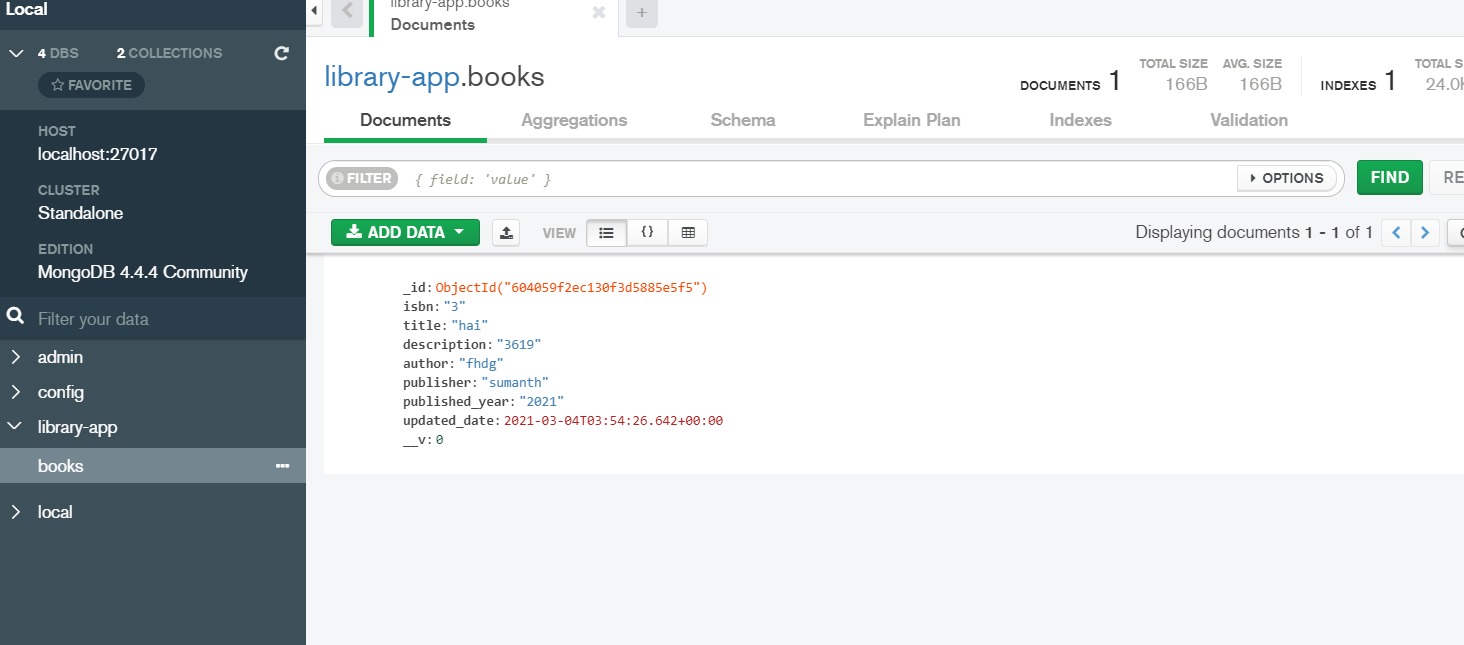 Local
4 DBS 2 COLLECTIONS
FAVORITE
HOST
localhost:27017
CLUSTER
Standalone
EDITION
MongoDB 4.4.4 Community
Filter your data
admin
config
library-app
books
local
library-app.books
Documents
library-app.books
DOCUMENTS 1 TOTAL SIZE 166B AVG. SIZE 166B INDEXES 1 TOTAL S 24.0
Documents Aggregations Schema Explain Plan Indexes Validation
FILTER { field: 'value' } OPTIONS FIND RE
ADD DATA VIEW {} Displaying documents 1 - 1 of 1
_id: ObjectId("604059f2ec130f3d5885e5f5")
isbn: "3"
title: "hai"
description: "3619"
author: "fhdg"
publisher: "sumanth"
published_year: "2021"
updated_date: 2021-03-04T03:54:26.642+00:00
__v: 0